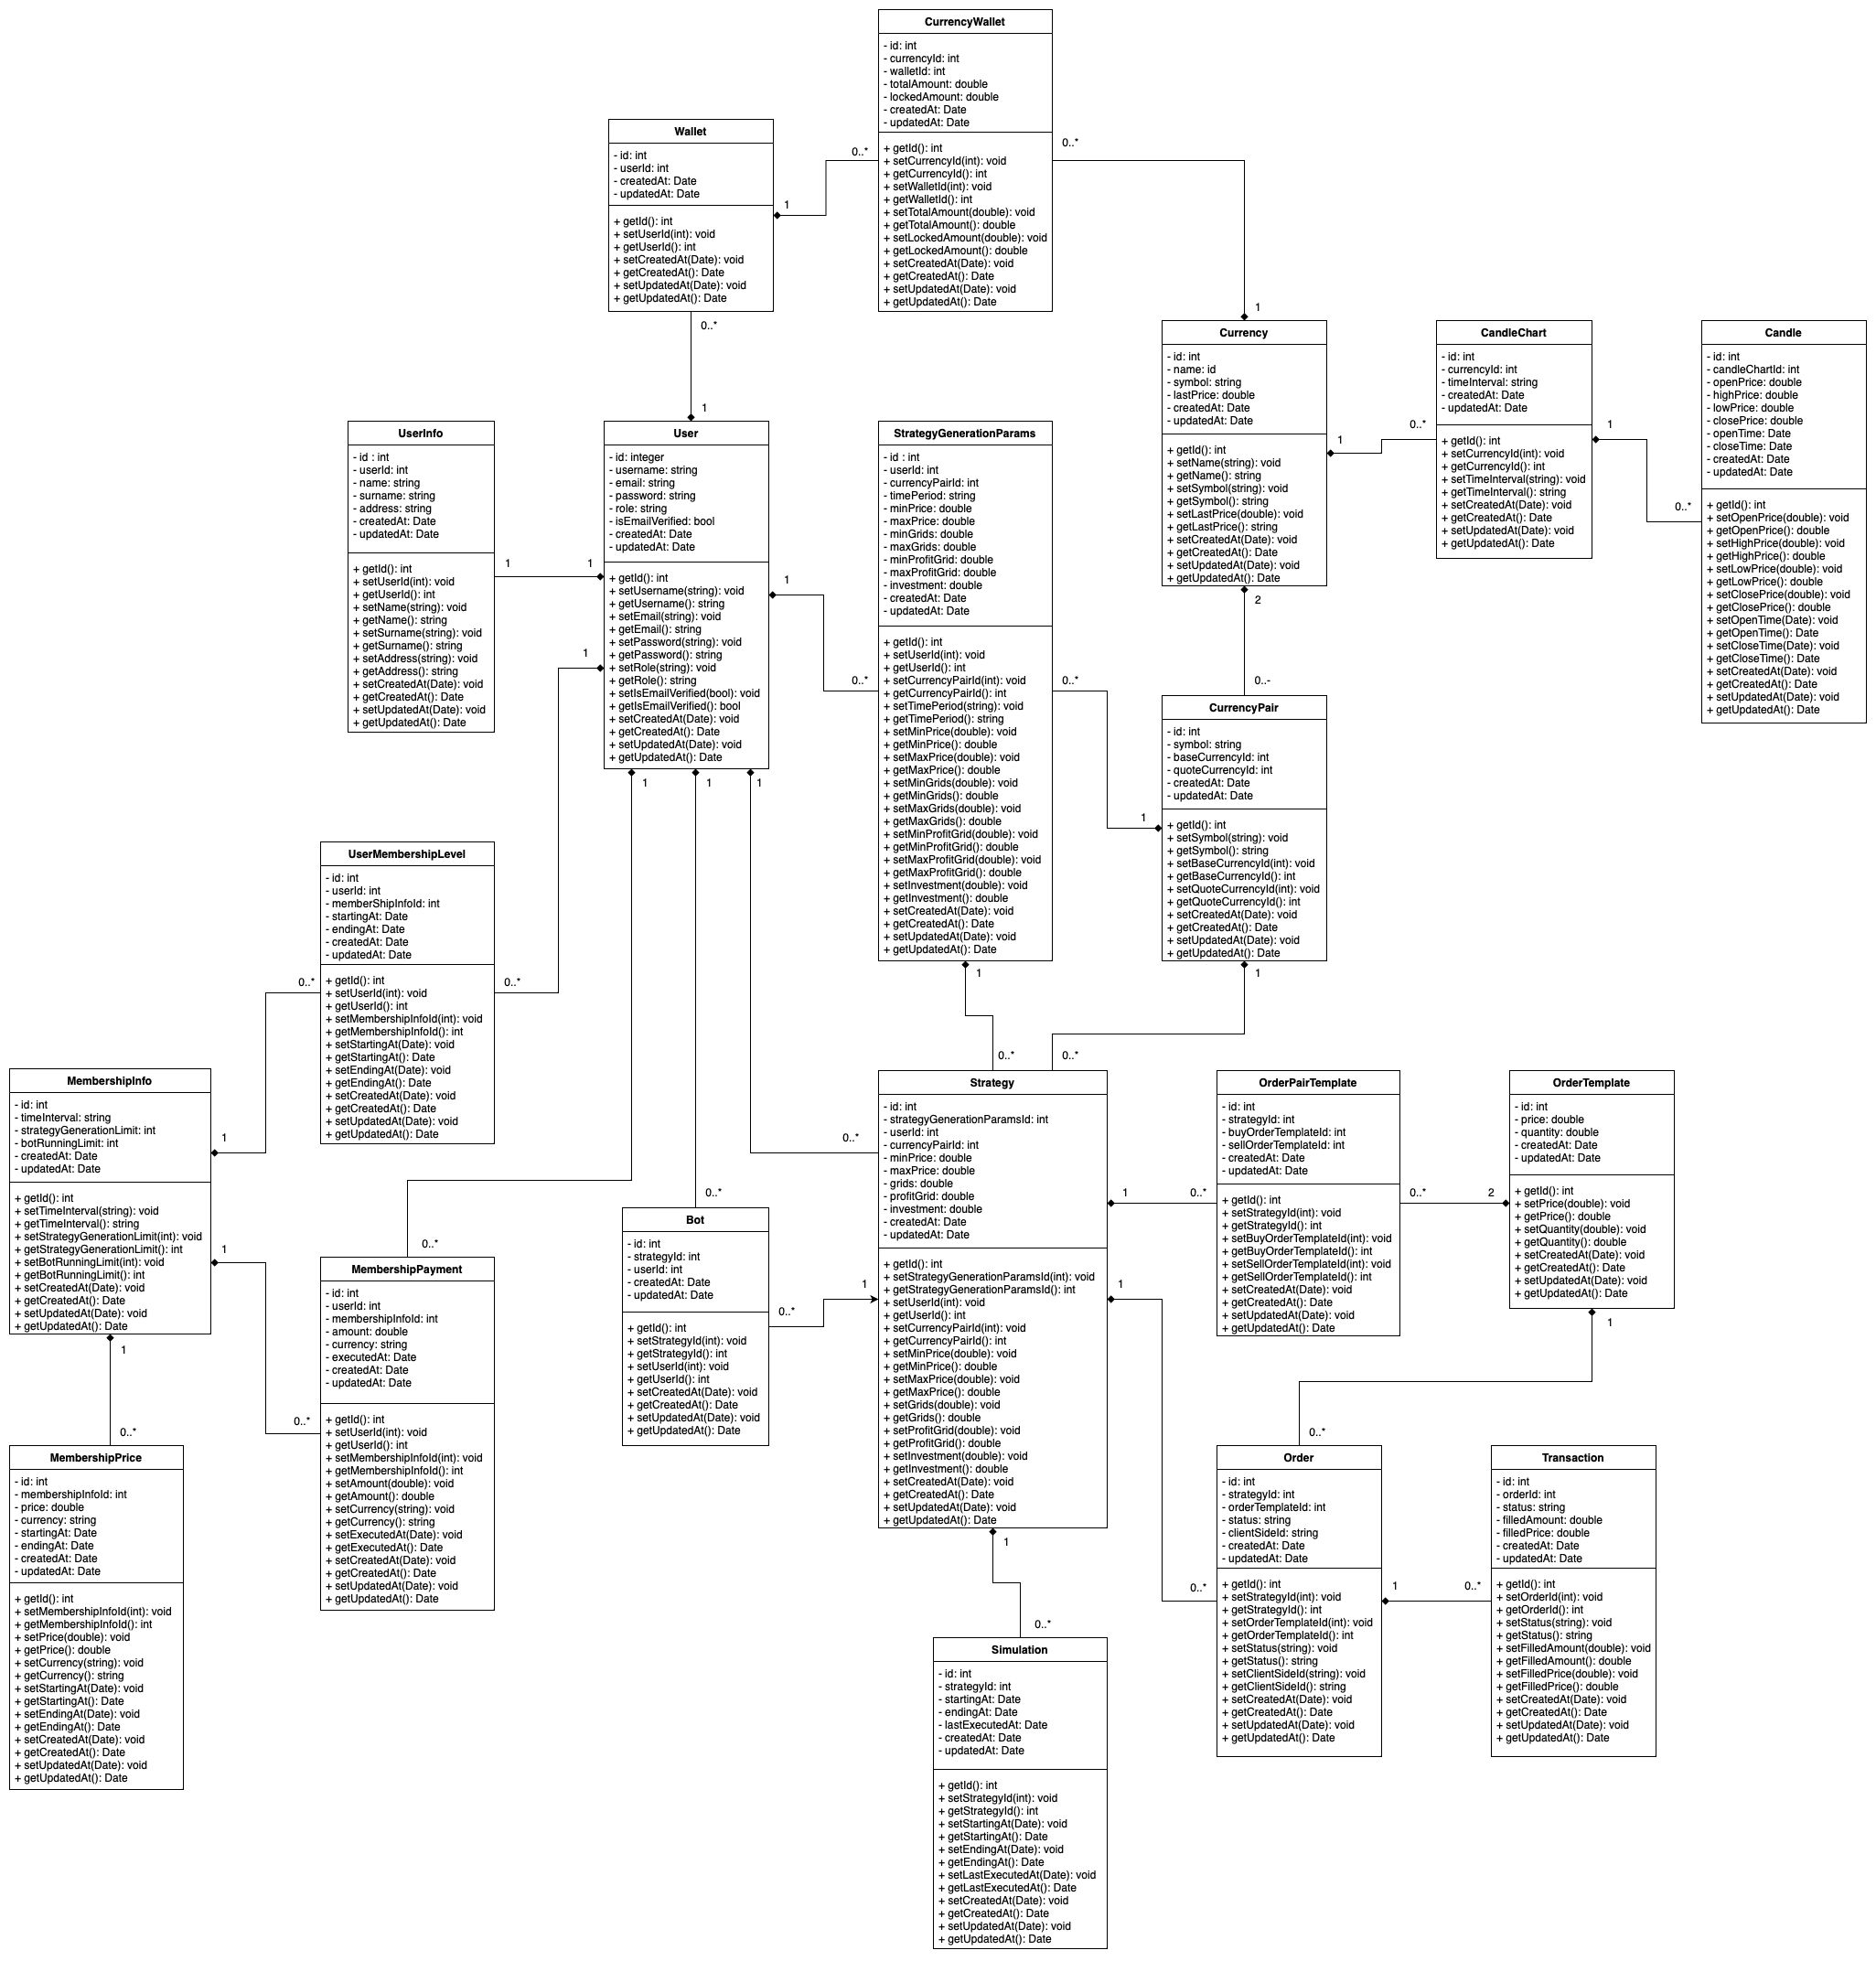 CurrencyWallet
- id: int
- currencyId: int
- walletId: int
- totalAmount: double
- lockedAmount: double
- createdAt: Date
- updatedAt: Date
+ getId(): int
+ setCurrencyId(int): void
+ getCurrencyId(): int
+ setWalletId(int): void
+ getWalletId(): int
+ setTotalAmount(double): void
+ getTotalAmount(): double
+ setLockedAmount(double): void
+ getLockedAmount(): double
+ setCreatedAt(Date): void
+ getCreatedAt(): Date
+ setUpdatedAt(Date): void
+ getUpdatedAt(): Date
0..*
0..*
Wallet
- id: int
- userId: int
- createdAt: Date
- updatedAt: Date
+ getId(): int
+ setUserId(int): void
+ getUserId(): int
+ setCreatedAt(Date): void
+ getCreatedAt(): Date
+ setUpdatedAt(Date): void
+ getUpdatedAt(): Date
1
0..*
1
1
Currency
- id: int
- name: id
- symbol: string
- lastPrice: double
- createdAt: Date
- updatedAt: Date
+ getId(): int
+ setName(string): void
+ getName(): string
+ setSymbol(string): void
+ getSymbol(): string
+ setLastPrice(double): void
+ getLastPrice(): string
+ setCreatedAt(Date): void
+ getCreatedAt(): Date
+ setUpdatedAt(Date): void
+ getUpdatedAt(): Date
1
0..*
2
0..-
CandleChart
- id: int
- currencyId: int
- timeInterval: string
- createdAt: Date
- updatedAt: Date
+ getId(): int
+ setCurrencyId(int): void
+ getCurrencyId(): int
+ setTimeInterval(string): void
+ getTimeInterval(): string
+ setCreatedAt(Date): void
+ getCreatedAt(): Date
+ setUpdatedAt(Date): void
+ getUpdatedAt(): Date
1
0..*
Candle
- id: int
- candleChartId: int
- openPrice: double
- highPrice: double
- lowPrice: double
- closePrice: double
- openTime: Date
- closeTime: Date
- createdAt: Date
- updatedAt: Date
+ getId(): int
+ setOpenPrice(double): void
+ getOpenPrice(): double
+ setHighPrice(double): void
+ getHighPrice(): double
+ setLowPrice(double): void
+ getLowPrice(): double
+ setClosePrice(double): void
+ getClosePrice(): double
+ setOpenTime(Date): void
+ getOpenTime(): Date
+ setCloseTime(Date): void
+ getCloseTime(): Date
+ setCreatedAt(Date): void
+ getCreatedAt(): Date
+ setUpdatedAt(Date): void
+ getUpdatedAt(): Date
UserInfo
- id : int
- userId: int
- name: string
- surname: string
- address: string
- createdAt: Date
- updatedAt: Date
+ getId(): int
+ setUserId(int): void
+ getUserId(): int
+ setName(string): void
+ getName(): string
+ setSurname(string): void
+ getSurname(): string
+ setAddress(string): void
+ getAddress(): string
+ setCreatedAt(Date): void
+ getCreatedAt(): Date
+ setUpdatedAt(Date): void
+ getUpdatedAt(): Date
1
1
1
User
- id: integer
- username: string
- email: string
- password: string
- role: string
- isEmailVerified: bool
- createdAt: Date
- updatedAt: Date
+ getId(): int
+ setUsername(string): void
+ getUsername(): string
+ setEmail(string): void
+ getEmail(): string
+ setPassword(string): void
+ getPassword(): string
+ setRole(string): void
+ getRole(): string
+ setIsEmailVerified(bool): void
+ getIsEmailVerified(): bool
+ setCreatedAt(Date): void
+ getCreatedAt(): Date
+ setUpdatedAt(Date): void
+ getUpdatedAt(): Date
1
0..*
1
1
1
StrategyGenerationParams
- id : int
- userId: int
- currencyPairId: int
- timePeriod: string
- minPrice: double
- maxPrice: double
- minGrids: double
- maxGrids: double
- minProfitGrid: double
- maxProfitGrid: double
- investment: double
- createdAt: Date
- updatedAt: Date
+ getId(): int
+ setUserId(int): void
+ getUserId(): int
+ setCurrencyPairId(int): void
+ getCurrencyPairId(): int
+ setTimePeriod(string): void
+ getTimePeriod(): string
+ setMinPrice(double): void
+ getMinPrice(): double
+ setMaxPrice(double): void
+ getMaxPrice(): double
+ setMinGrids(double): void
+ getMinGrids(): double
+ setMaxGrids(double): void
+ getMaxGrids(): double
+ setMinProfitGrid(double): void
+ getMinProfitGrid(): double
+ setMaxProfitGrid(double): void
+ getMaxProfitGrid(): double
+ setInvestment(double): void
+ getInvestment(): double
+ setCreatedAt(Date): void
+ getCreatedAt(): Date
+ setUpdatedAt(Date): void
+ getUpdatedAt(): Date
0..*
1
1
0..*
CurrencyPair
- id: int
- symbol: string
- baseCurrencyId: int
- quoteCurrencyId: int
- createdAt: Date
- updatedAt: Date
+ getId(): int
+ setSymbol(string): void
+ getSymbol(): string
+ setBaseCurrencyId(int): void
+ getBaseCurrencyId(): int
+ setQuoteCurrencyId(int): void
+ getQuoteCurrencyId(): int
+ setCreatedAt(Date): void
+ getCreatedAt(): Date
+ setUpdatedAt(Date): void
+ getUpdatedAt(): Date
1
0..*
UserMembershipLevel
- id: int
- userId: int
- memberShipInfoId: int
- startingAt: Date
- endingAt: Date
- createdAt: Date
- updatedAt: Date
+ getId(): int
+ setUserId(int): void
+ getUserId(): int
+ setMembershipInfoId(int): void
+ getMembershipInfoId(): int
+ setStartingAt(Date): void
+ getStartingAt(): Date
+ setEndingAt(Date): void
+ getEndingAt(): Date
+ setCreatedAt(Date): void
+ getCreatedAt(): Date
+ setUpdatedAt(Date): void
+ getUpdatedAt(): Date
0..*
0..*
MembershipInfo
- id: int
- timeInterval: string
- strategyGenerationLimit: int
- botRunningLimit: int
- createdAt: Date
- updatedAt: Date
+ getId(): int
+ setTimeInterval(string): void
+ getTimeInterval(): string
+ setStrategyGenerationLimit(int): void
+ getStrategyGenerationLimit(): int
+ setBotRunningLimit(int): void
+ getBotRunningLimit(): int
+ setCreatedAt(Date): void
+ getCreatedAt(): Date
+ setUpdatedAt(Date): void
+ getUpdatedAt(): Date
1
1
1
0..*
MembershipPayment
- id: int
- userId: int
- membershipInfoId: int
- amount: double
- currency: string
- executedAt: Date
- createdAt: Date
- updatedAt: Date
+ getId(): int
+ setUserId(int): void
+ getUserId(): int
+ setMembershipInfoId(int): void
+ getMembershipInfoId(): int
+ setAmount(double): void
+ getAmount(): double
+ setCurrency(string): void
+ getCurrency(): string
+ setExecutedAt(Date): void
+ getExecutedAt(): Date
+ setCreatedAt(Date): void
+ getCreatedAt(): Date
+ setUpdatedAt(Date): void
+ getUpdatedAt(): Date
0..*
0..*
MembershipPrice
- id: int
- membershipInfoId: int
- price: double
- currency: string
- startingAt: Date
- endingAt: Date
- createdAt: Date
- updatedAt: Date
+ getId(): int
+ setMembershipInfoId(int): void
+ getMembershipInfoId(): int
+ setPrice(double): void
+ getPrice(): double
+ setCurrency(string): void
+ getCurrency(): string
+ setStartingAt(Date): void
+ getStartingAt(): Date
+ setEndingAt(Date): void
+ getEndingAt(): Date
+ setCreatedAt(Date): void
+ getCreatedAt(): Date
+ setUpdatedAt(Date): void
+ getUpdatedAt(): Date
0..*
Bot
- id: int
- strategyId: int
- userId: int
- createdAt: Date
- updatedAt: Date
+ getId(): int
+ setStrategyId(int): void
+ getStrategyId(): int
+ setUserId(int): void
+ getUserId(): int
+ setCreatedAt(Date): void
+ getCreatedAt(): Date
+ setUpdatedAt(Date): void
+ getUpdatedAt(): Date
0..*
1
0..*
Strategy
- id: int
- strategyGenerationParamsId: int
- userId: int
- currencyPairId: int
- minPrice: double
- maxPrice: double
- grids: double
- profitGrid: double
- investment: double
- createdAt: Date
- updatedAt: Date
+ getId(): int
+ setStrategyGenerationParamsId(int): void
+ getStrategyGenerationParamsId(): int
+ setUserId(int): void
+ getUserId(): int
+ setCurrencyPairId(int): void
+ getCurrencyPairId(): int
+ setMinPrice(double): void
+ getMinPrice(): double
+ setMaxPrice(double): void
+ getMaxPrice(): double
+ setGrids(double): void
+ getGrids(): double
+ setProfitGrid(double): void
+ getProfitGrid(): double
+ setInvestment(double): void
+ getInvestment(): double
+ setCreatedAt(Date): void
+ getCreatedAt(): Date
+ setUpdatedAt(Date): void
+ getUpdatedAt(): Date
1
0..*
1
0..*
1
0..*
OrderPairTemplate
- id: int
- strategyId: int
- buyOrderTemplateId: int
- sellOrderTemplateId: int
- createdAt: Date
- updatedAt: Date
+ getId(): int
+ setStrategyId(int): void
+ getStrategyId(): int
+ setBuyOrderTemplateId(int): void
+ getBuyOrderTemplateId(): int
+ setSellOrderTemplateId(int): void
+ getSellOrderTemplateId(): int
+ setCreatedAt(Date): void
+ getCreatedAt(): Date
+ setUpdatedAt(Date): void
+ getUpdatedAt(): Date
0..*
2
OrderTemplate
- id: int
- price: double
- quantity: double
- createdAt: Date
- updatedAt: Date
+ getId(): int
+ setPrice(double): void
+ getPrice(): double
+ setQuantity(double): void
+ getQuantity(): double
+ setCreatedAt(Date): void
+ getCreatedAt(): Date
+ setUpdatedAt(Date): void
+ getUpdatedAt(): Date
1
0..*
Order
- id: int
- strategyId: int
- orderTemplateId: int
- status: string
- clientSideId: string
- createdAt: Date
- updatedAt: Date
+ getId(): int
+ setStrategyId(int): void
+ getStrategyId(): int
+ setOrderTemplateId(int): void
+ getOrderTemplateId(): int
+ setStatus(string): void
+ getStatus(): string
+ setClientSideId(string): void
+ getClientSideId(): string
+ setCreatedAt(Date): void
+ getCreatedAt(): Date
+ setUpdatedAt(Date): void
+ getUpdatedAt(): Date
1
0..*
Transaction
- id: int
- orderId: int
- status: string
- filledAmount: double
- filledPrice: double
- createdAt: Date
- updatedAt: Date
+ getId(): int
+ setOrderId(int): void
+ getOrderId(): int
+ setStatus(string): void
+ getStatus(): string
+ setFilledAmount(double): void
+ getFilledAmount(): double
+ setFilledPrice(double): void
+ getFilledPrice(): double
+ setCreatedAt(Date): void
+ getCreatedAt(): Date
+ setUpdatedAt(Date): void
+ getUpdatedAt(): Date
Simulation
- id: int
- strategyId: int
- startingAt: Date
- endingAt: Date
- lastExecutedAt: Date
- createdAt: Date
- updatedAt: Date
+ getId(): int
+ setStrategyId(int): void
+ getStrategyId(): int
+ setStartingAt(Date): void
+ getStartingAt(): Date
+ setEndingAt(Date): void
+ getEndingAt(): Date
+ setLastExecutedAt(Date): void
+ getLastExecutedAt(): Date
+ setCreatedAt(Date): void
+ getCreatedAt(): Date
+ setUpdatedAt(Date): void
+ getUpdatedAt(): Date